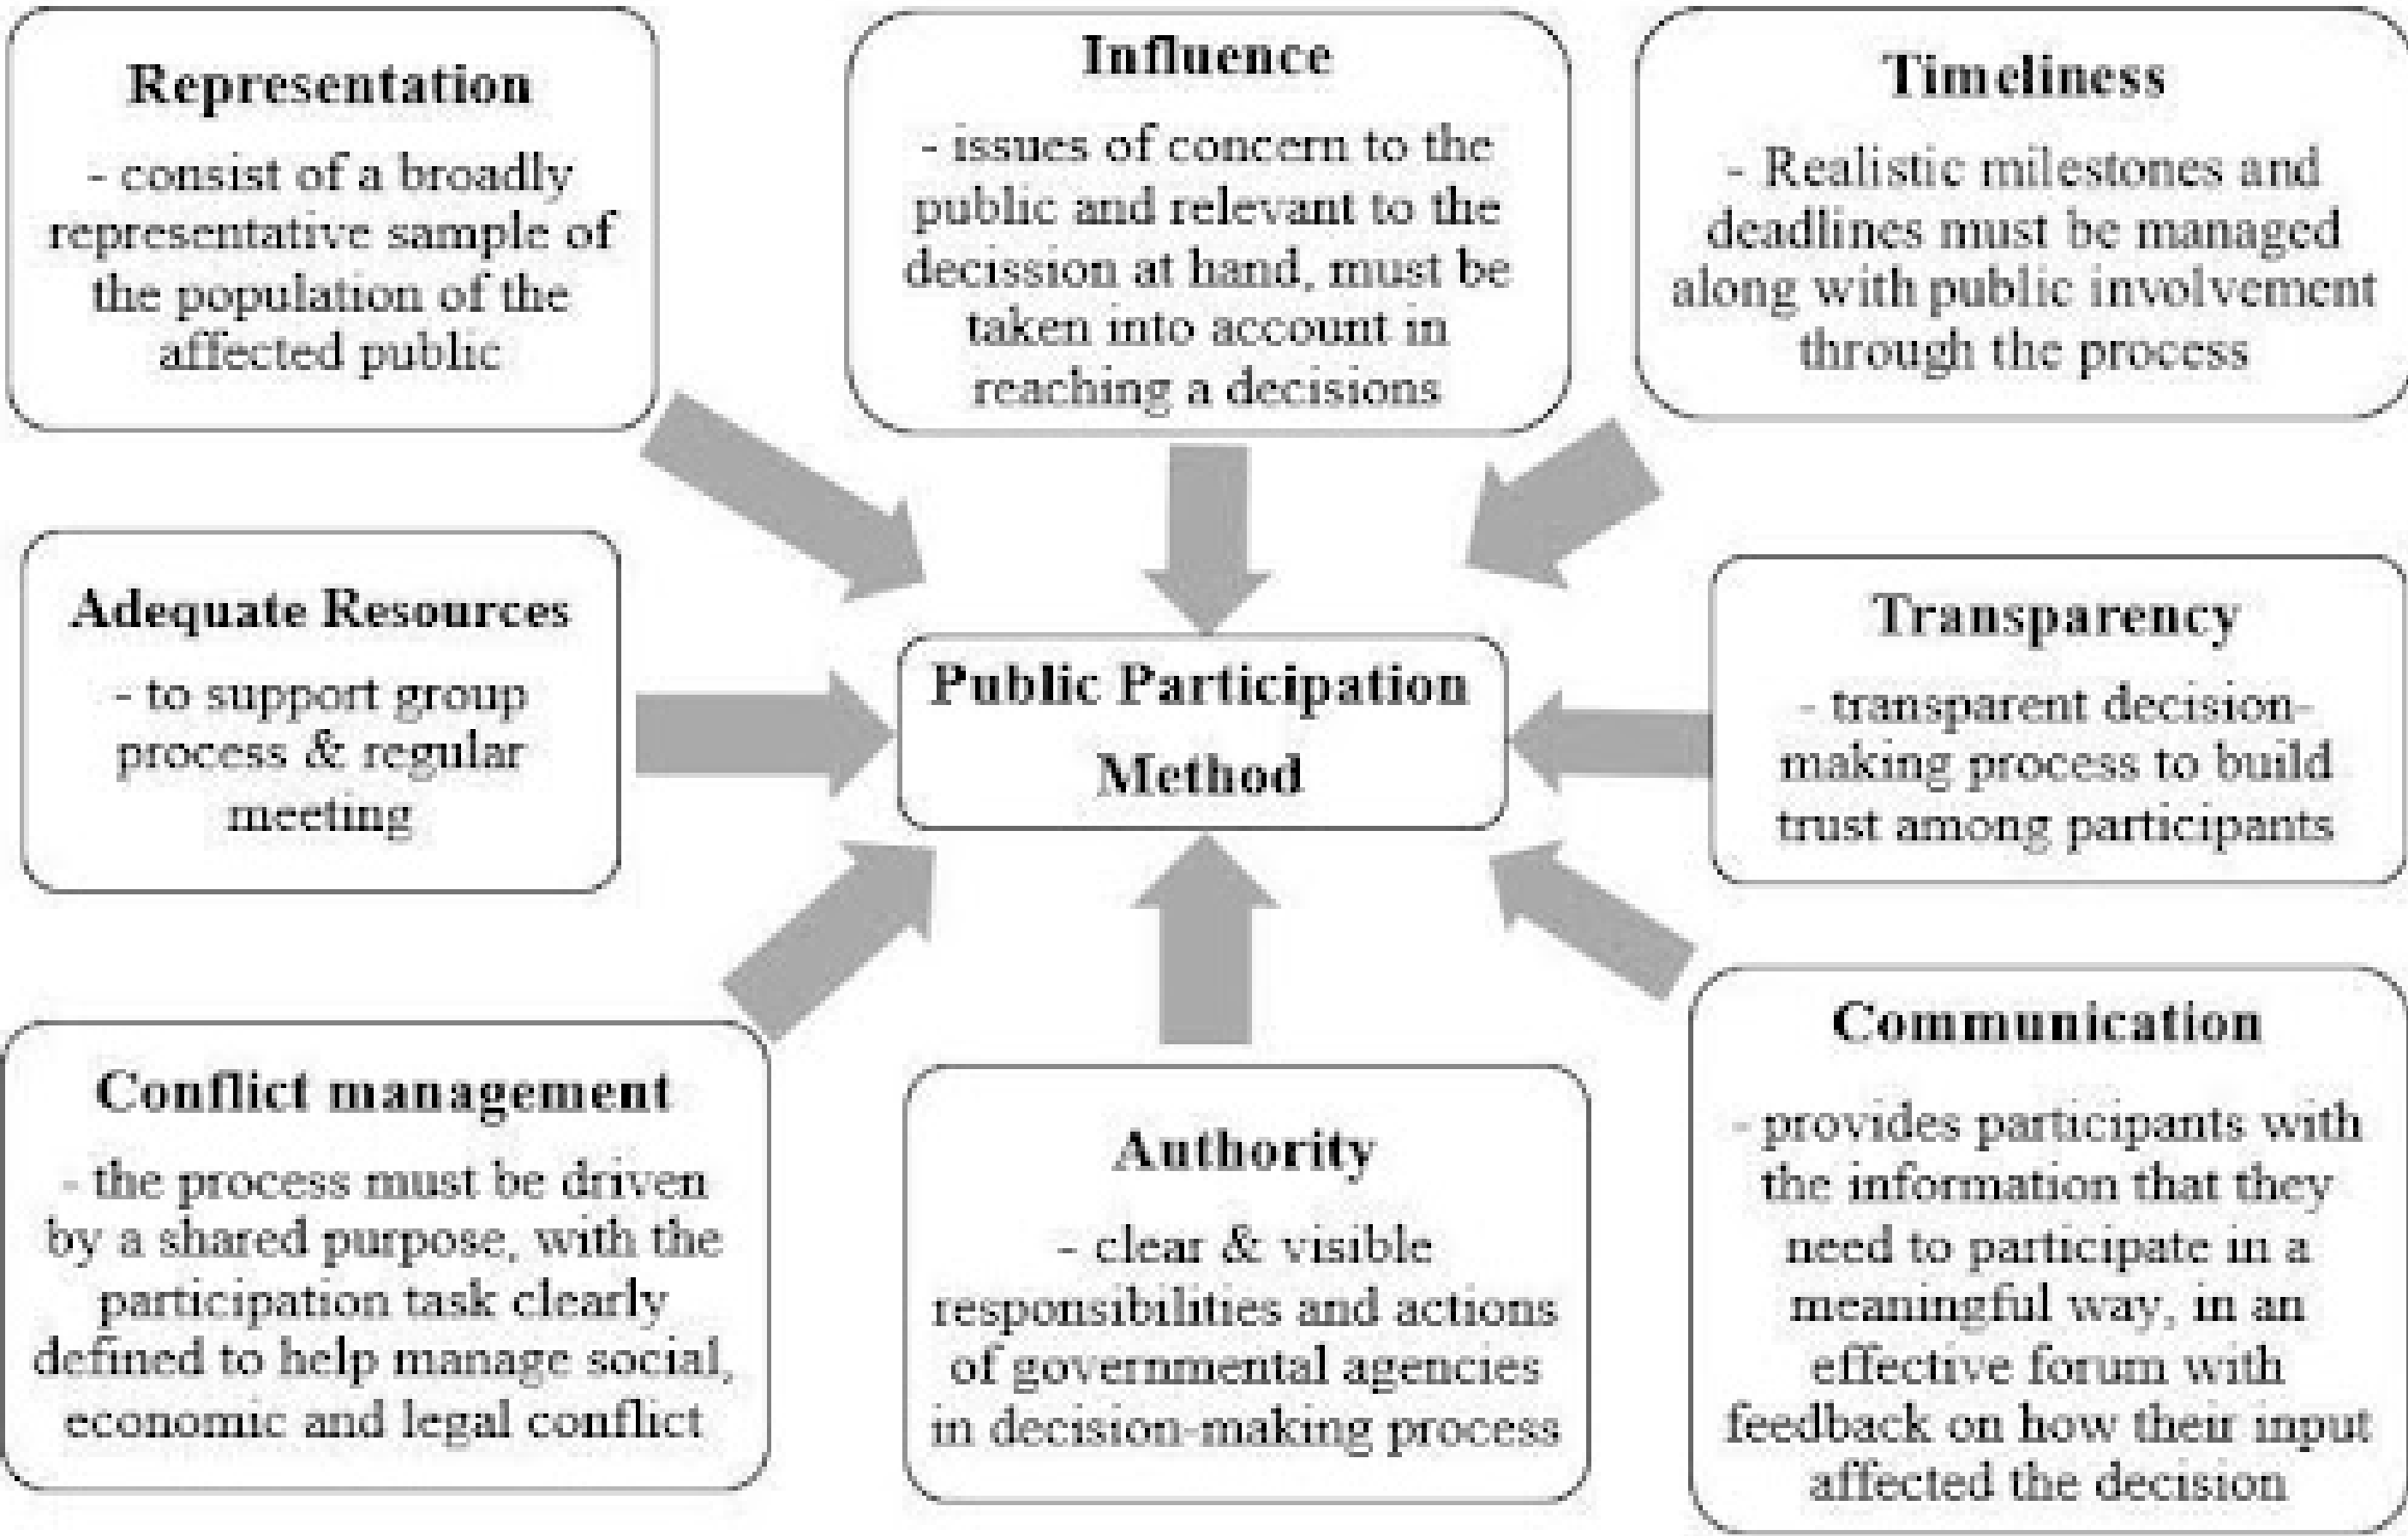 Representation
- consist of a broadly
representative sample of
the population of the
affected public
Influence
- issues of concern to the
public and relevant to the
decission at hand, must be
taken into account in
reaching a decisions
Timeliness
- Realistic milestones and
deadlines must be managed
along with public involvement
through the process
Adequate Resources
- to support group
process & regular
meeting
Public Participation
Method
Transparency
- transparent decision-
making process to build
trust among participants
Conflict management
- the process must be driven
by a shared purpose, with the
participation task clearly
defined to help manage social,
economic and legal conflict
Authority
- clear & visible
responsibilities and actions
of governmental agencies
in decision-making process
Communication
- provides participants with
the information that they
need to participate in a
meaningful way, in an
effective forum with
feedback on how their input
affected the decision